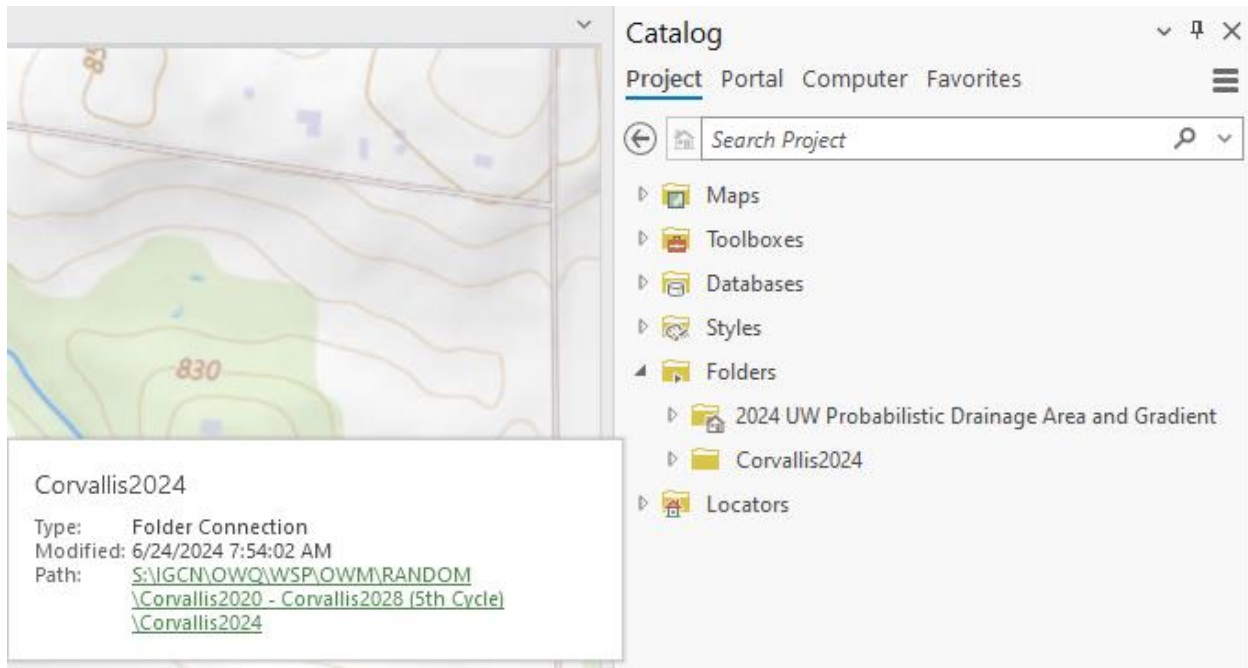 85
830
Corvallis2024
Type: Folder Connection
Modified: 6/24/2024 7:54:02 AM
Path: S:\IGCN\OWQ\WSP\OWM\RANDOM
\Corvallis2020 - Corvallis2028 (5th Cycle)
\Corvallis2024
Catalog
Project Portal Computer Favorites
Search Project
Maps
Toolboxes
Databases
Styles
Folders
2024 UW Probabilistic Drainage Area and Gradient
Corvallis2024
Locators